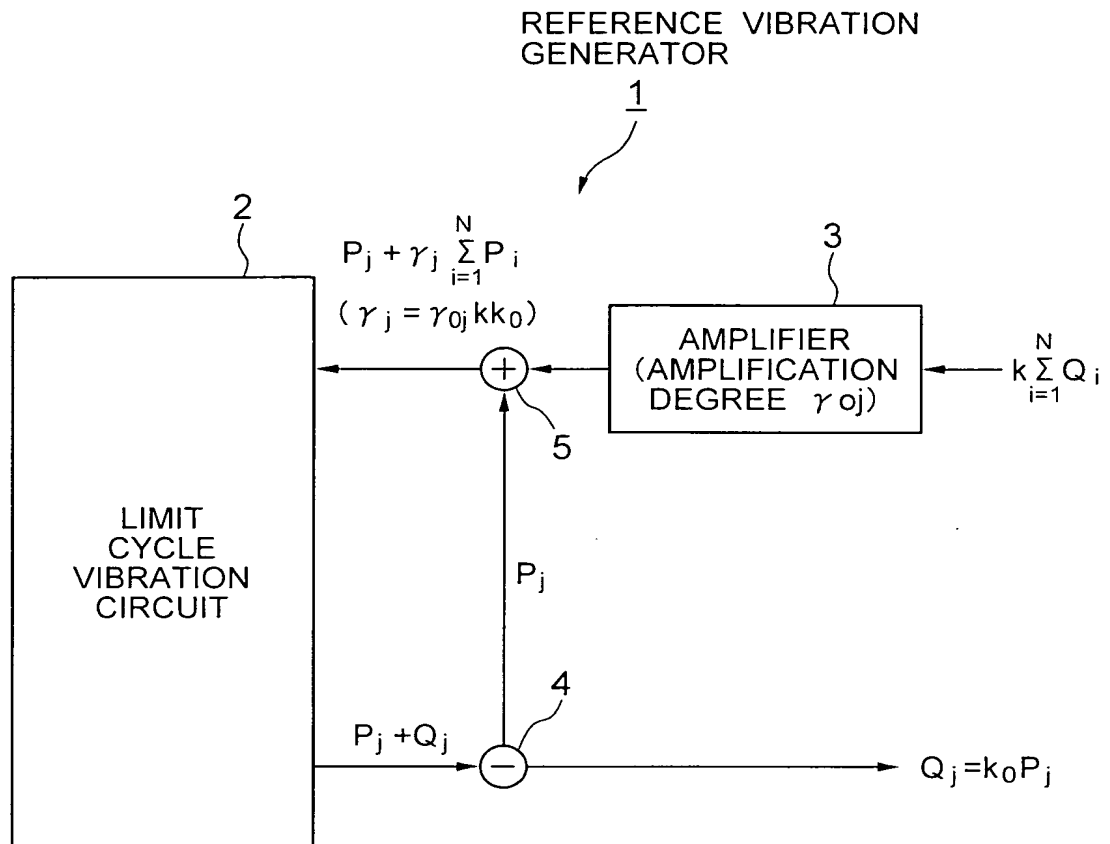 REFERENCE VIBRATION
GENERATOR
1
2
P_j + γ_j Σ_{i=1}^{N} P_i
( γ_j = γ_{0j} k k_0 )
3
AMPLIFIER
(AMPLIFICATION
DEGREE γ oj)
k Σ_{i=1}^{N} Q_i
+
5
LIMIT
CYCLE
VIBRATION
CIRCUIT
P_j
4
P_j + Q_j
−
Q_j = k_0 P_j